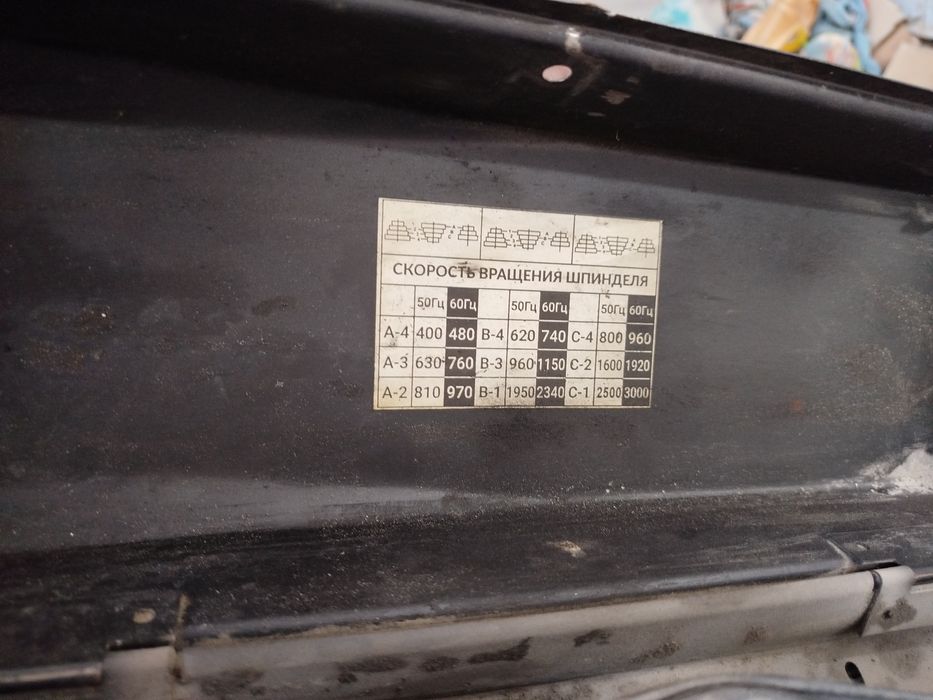 СКОРОСТЬ ВРАЩЕНИЯ ШПИНДЕЛЯ
50Гц 60Гц 50Гц 60Гц 50Гц 60Гц
А-4 400 480 В-4 620 740 С-4 800 960
А-3 630 760 В-3 960 1150 С-2 1600 1920
А-2 810 970 В-1 1950 2340 С-1 2500 3000